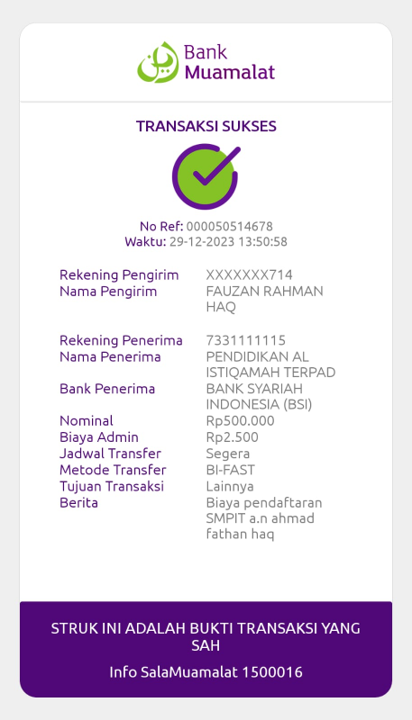 Bank
Muamalat
TRANSAKSI SUKSES
No Ref: 000050514678
Waktu: 29-12-2023 13:50:58
Rekening Pengirim XXXXXXX714
Nama Pengirim FAUZAN RAHMAN
HAQ
Rekening Penerima 7331111115
Nama Penerima PENDIDIKAN AL
ISTIQAMAH TERPAD
Bank Penerima BANK SYARIAH
INDONESIA (BSI)
Nominal Rp500.000
Biaya Admin Rp2.500
Jadwal Transfer Segera
Metode Transfer BI-FAST
Tujuan Transaksi Lainnya
Berita Biaya pendaftaran
SMPIT a.n ahmad
fathan haq
STRUK INI ADALAH BUKTI TRANSAKSI YANG
SAH
Info SalaMuamalat 1500016